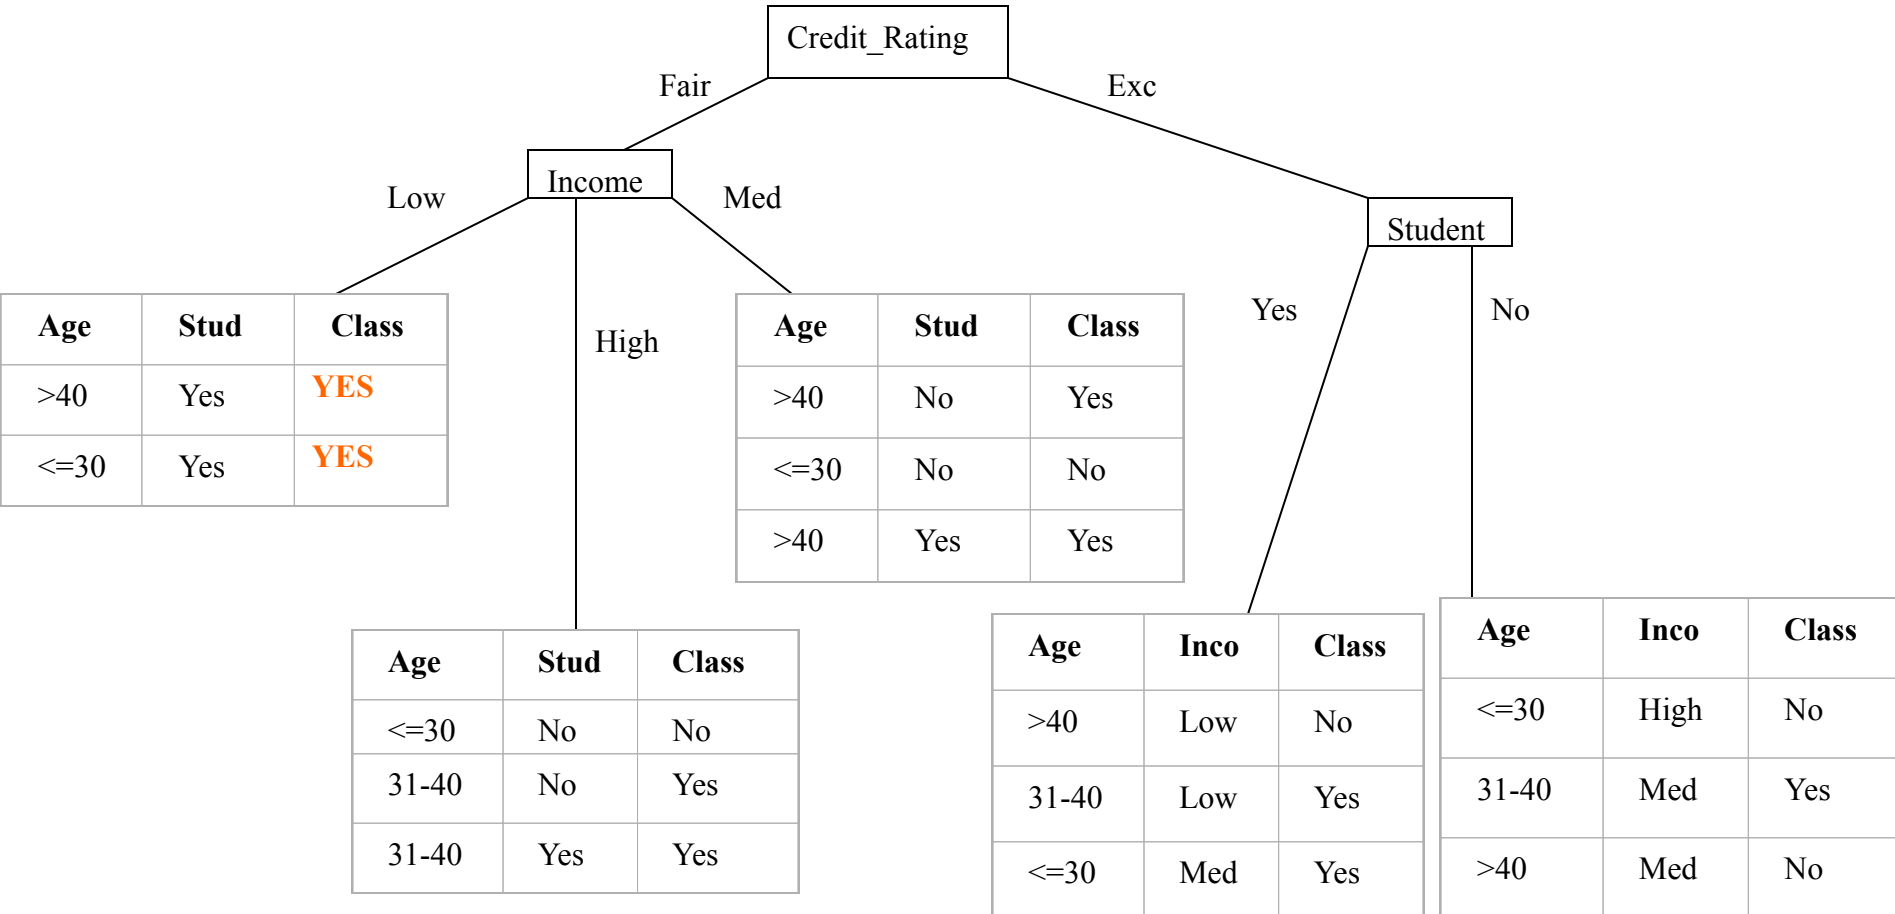 Credit_Rating
Fair
Exc
Income
Low
Med
Student
Yes
No
High
Age Stud Class
>40 Yes YES
<=30 Yes YES
Age Stud Class
>40 No Yes
<=30 No No
>40 Yes Yes
Age Stud Class
<=30 No No
31-40 No Yes
31-40 Yes Yes
Age Inco Class
>40 Low No
31-40 Low Yes
<=30 Med Yes
Age Inco Class
<=30 High No
31-40 Med Yes
>40 Med No